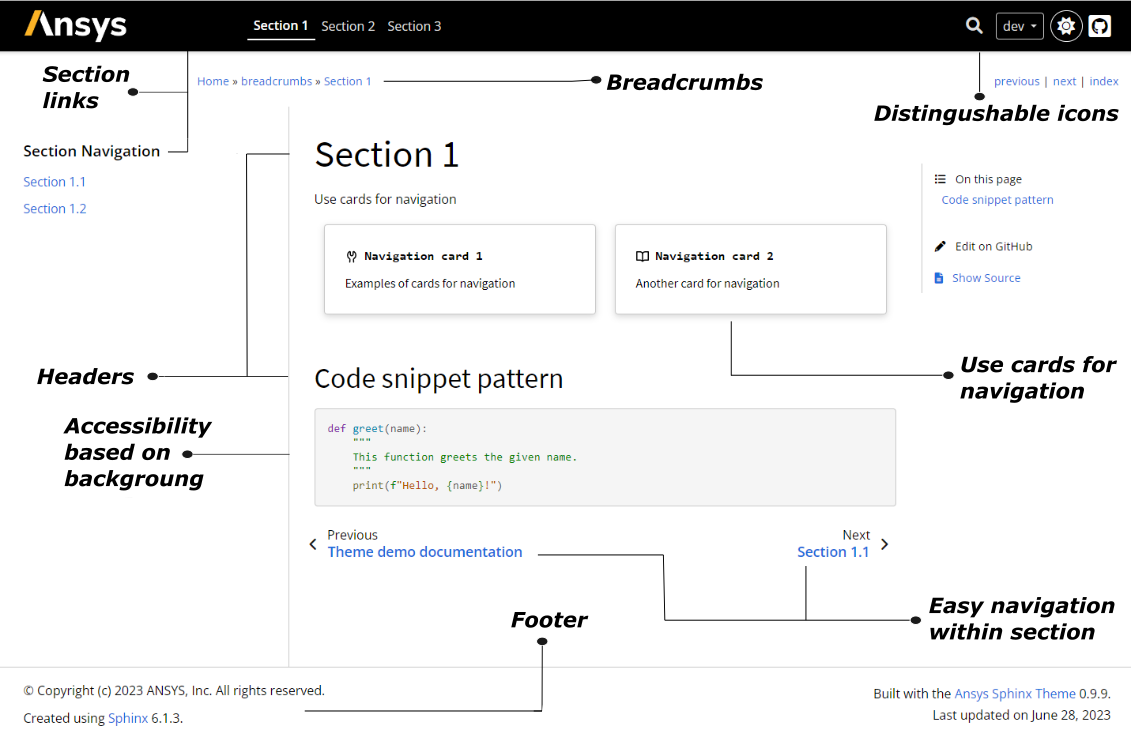 Ansys
Section 1 Section 2 Section 3
dev
Section
links
Home » breadcrumbs » Section 1
Breadcrumbs
previous | next | index
Distingushable icons
Section Navigation
Section 1.1
Section 1.2
Section 1
Use cards for navigation
Navigation card 1
Examples of cards for navigation
Navigation card 2
Another card for navigation
On this page
Code snippet pattern
Edit on GitHub
Show Source
Use cards for
navigation
Headers
Accessibility
based on
backgroung
Code snippet pattern
def greet(name):
"""
This function greets the given name.
"""
print(f"Hello, {name}!")
Previous
Theme demo documentation
Next
Section 1.1
Easy navigation
within section
Footer
© Copyright (c) 2023 ANSYS, Inc. All rights reserved.
Created using Sphinx 6.1.3.
Built with the Ansys Sphinx Theme 0.9.9.
Last updated on June 28, 2023